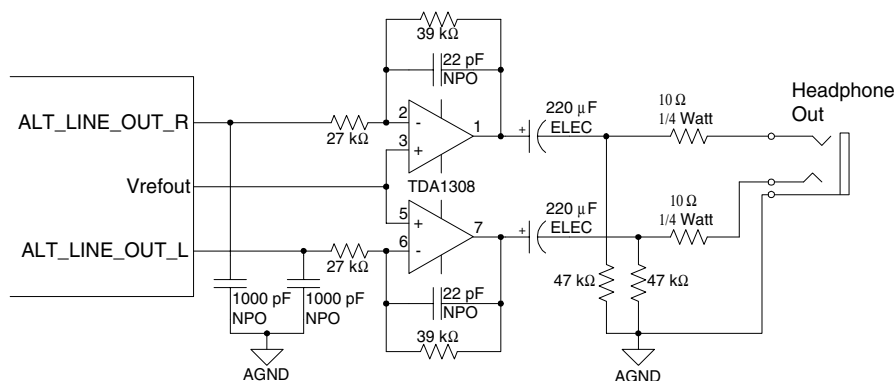 39 kΩ
22 pF
NPO
ALT_LINE_OUT_R
27 kΩ
2
-
3
+
1
+
220 µF
ELEC
10 Ω
1/4 Watt
Headphone
Out
Vrefout
TDA1308
ALT_LINE_OUT_L
27 kΩ
5
+
6
-
7
+
220 µF
ELEC
10 Ω
1/4 Watt
1000 pF
NPO
1000 pF
NPO
22 pF
NPO
39 kΩ
47 kΩ
47 kΩ
AGND
AGND